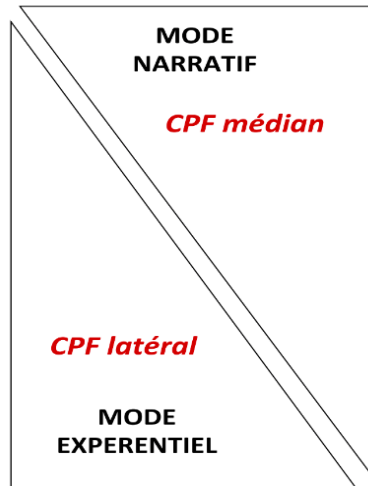 MODE
NARRATIF
CPF médian
CPF latéral
MODE
EXPERENTIEL